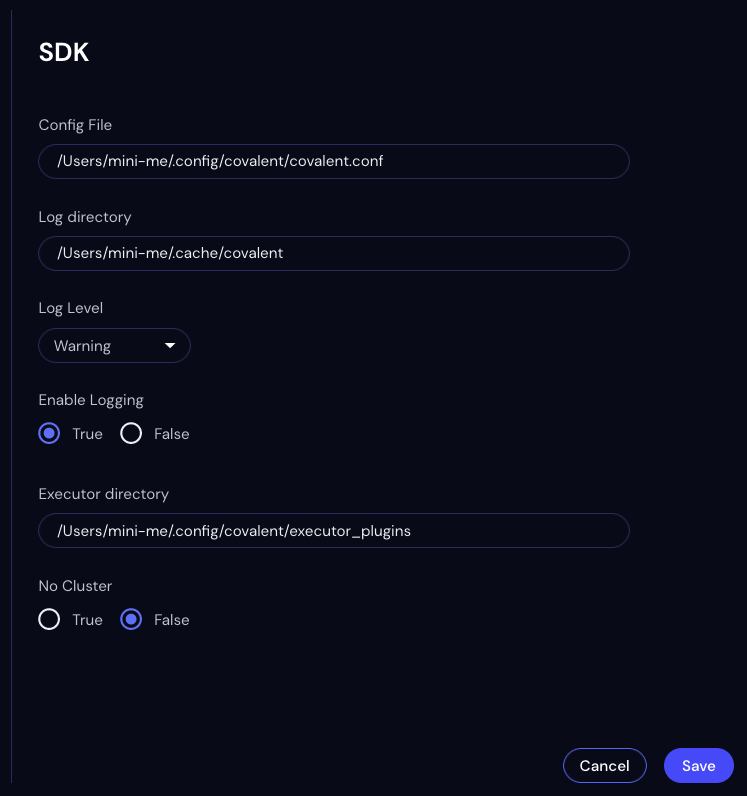 SDK
Config File
/Users/mini-me/.config/covalent/covalent.conf
Log directory
/Users/mini-me/.cache/covalent
Log Level
Warning
Enable Logging
True False
Executor directory
/Users/mini-me/.config/covalent/executor_plugins
No Cluster
True False
Cancel Save